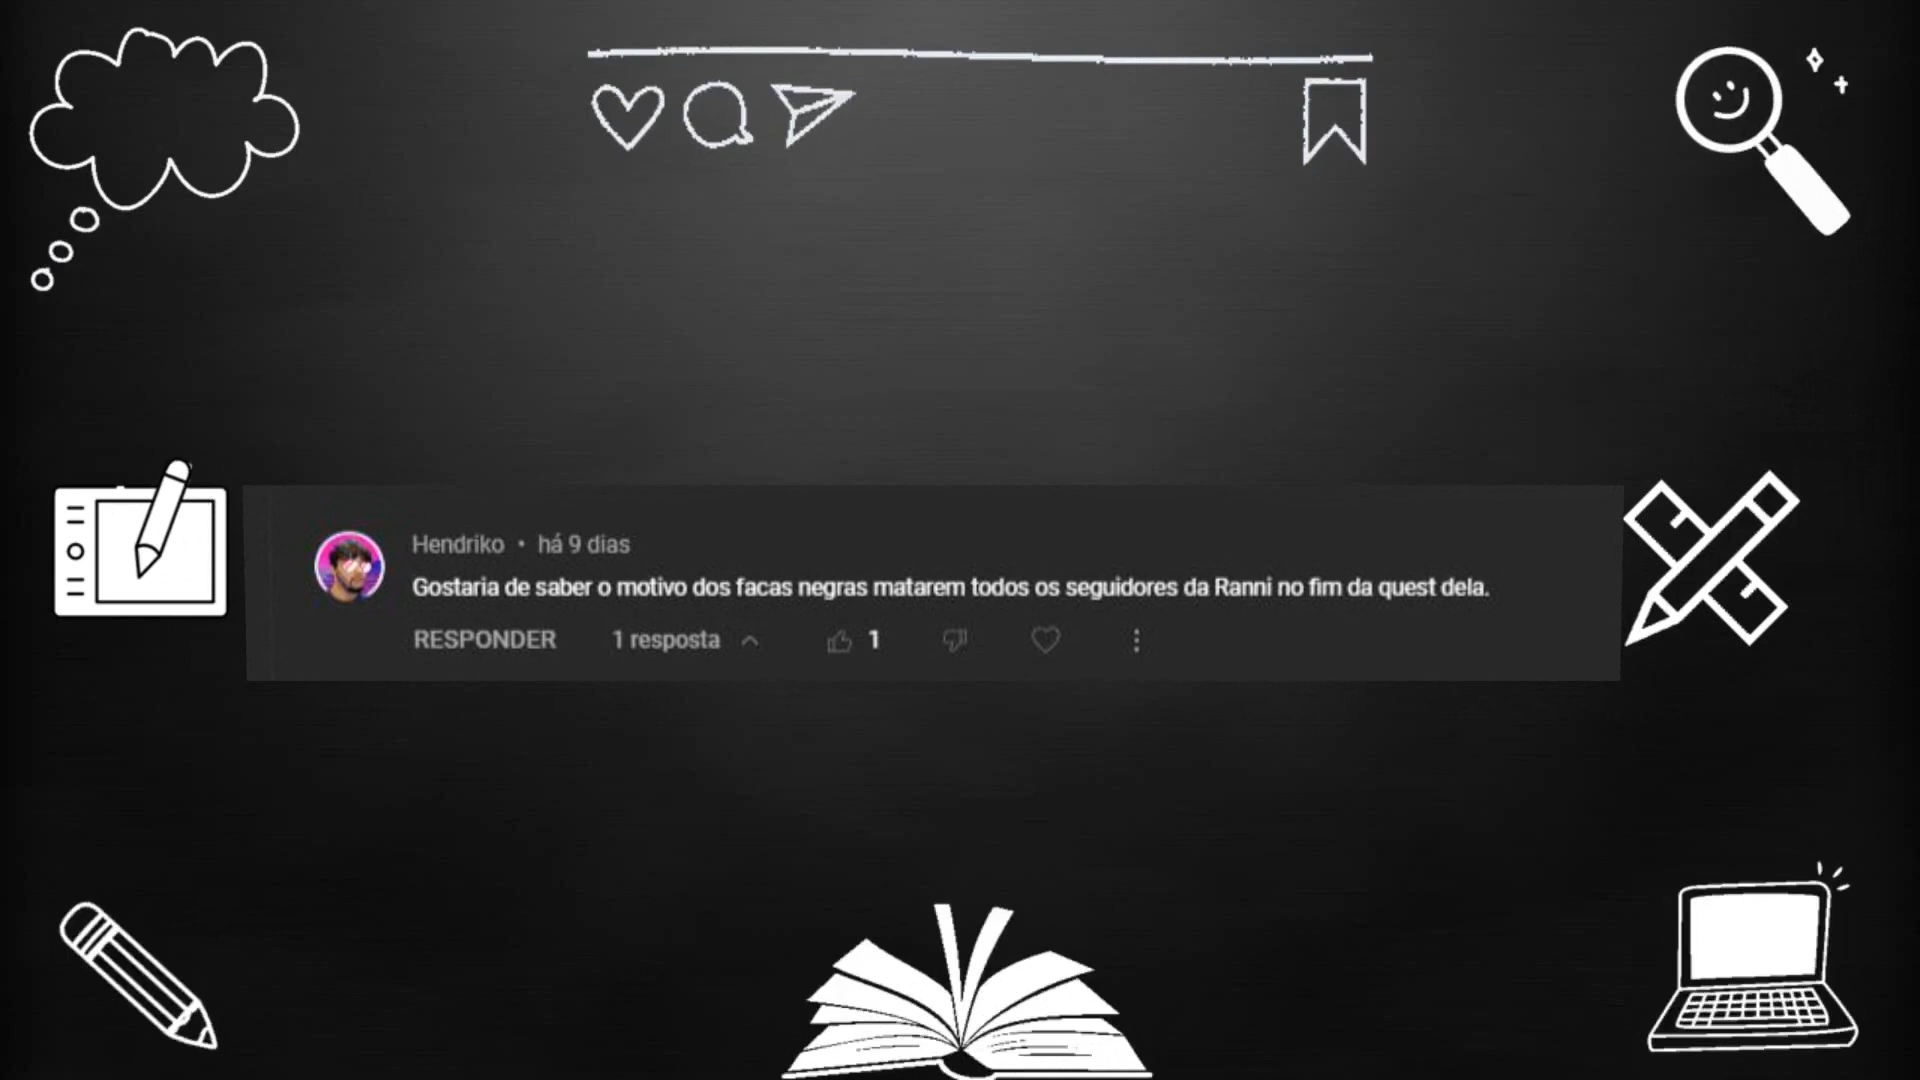 Hendriko • há 9 dias
Gostaria de saber o motivo dos facas negras matarem todos os seguidores da Ranni no fim da quest dela.
RESPONDER 1 resposta 1